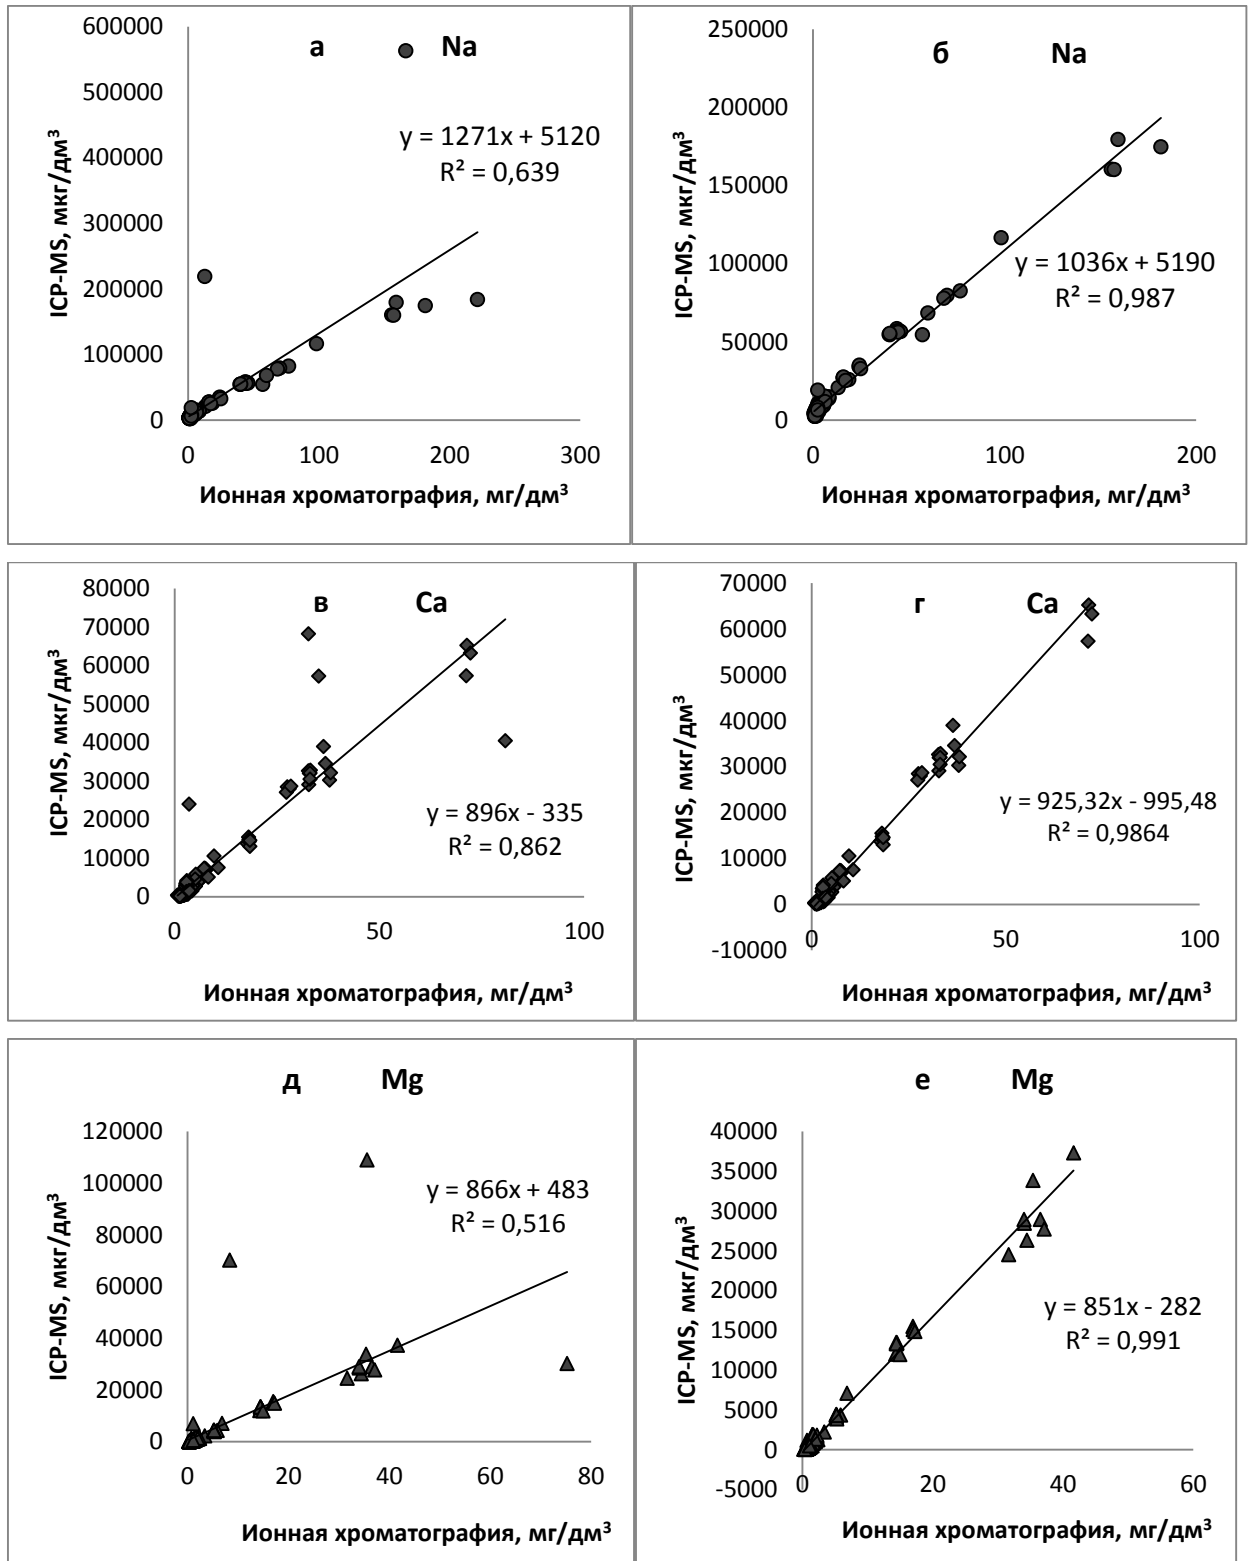 а Na
y = 1271x + 5120
R² = 0,639
600000
500000
400000
300000
200000
100000
0
0 100 200 300
ICP-MS, мкг/дм³
Ионная хроматография, мг/дм³
б Na
y = 1036x + 5190
R² = 0,987
250000
200000
150000
100000
50000
0
0 100 200
ICP-MS, мкг/дм³
Ионная хроматография, мг/дм³
в Ca
y = 896x - 335
R² = 0,862
80000
70000
60000
50000
40000
30000
20000
10000
0
0 50 100
ICP-MS, мкг/дм³
Ионная хроматография, мг/дм³
г Ca
y = 925,32x - 995,48
R² = 0,9864
70000
60000
50000
40000
30000
20000
10000
0
-10000
0 50 100
ICP-MS, мкг/дм³
Ионная хроматография, мг/дм³
д Mg
y = 866x + 483
R² = 0,516
120000
100000
80000
60000
40000
20000
0
0 20 40 60 80
ICP-MS, мкг/дм³
Ионная хроматография, мг/дм³
е Mg
y = 851x - 282
R² = 0,991
40000
35000
30000
25000
20000
15000
10000
5000
0
-5000
0 20 40 60
ICP-MS, мкг/дм³
Ионная хроматография, мг/дм³